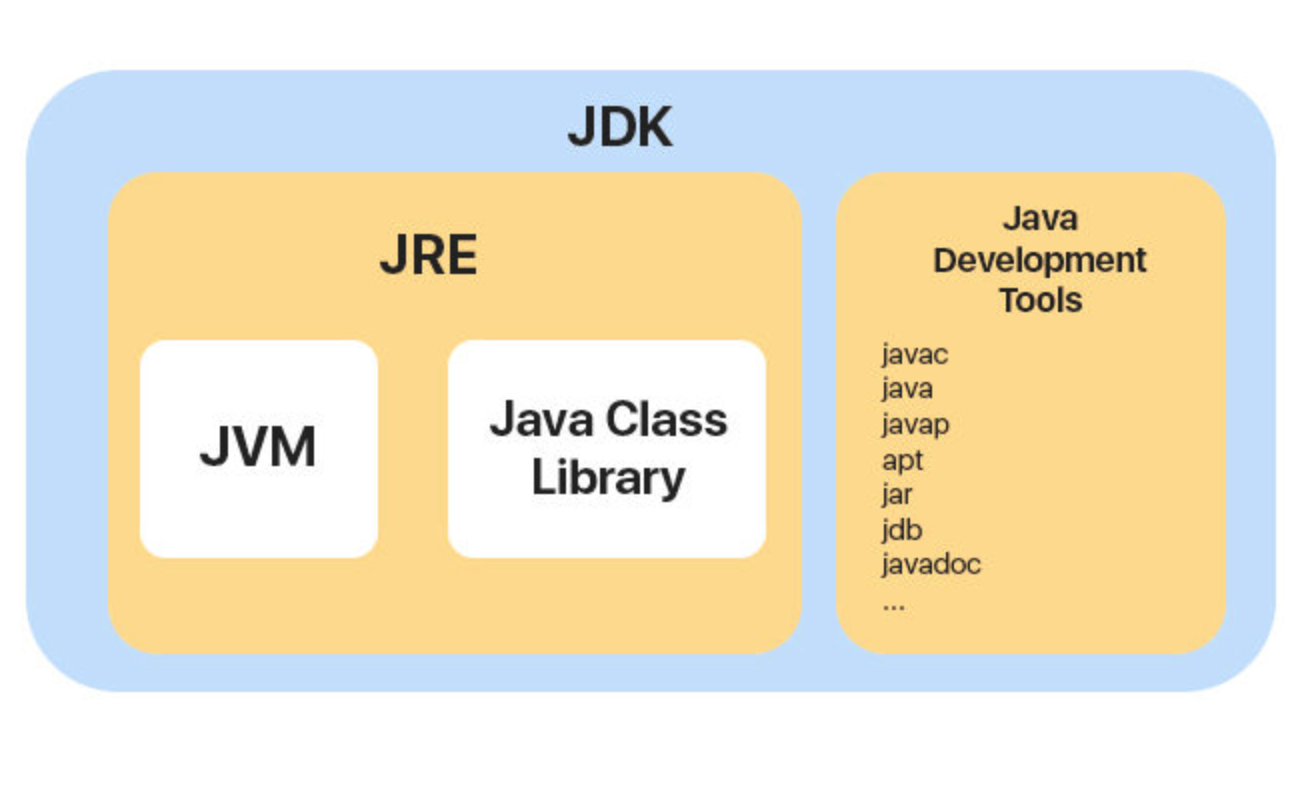 JDK
JRE
JVM
Java Class
Library
Java
Development
Tools
javac
java
javap
apt
jar
jdb
javadoc
...